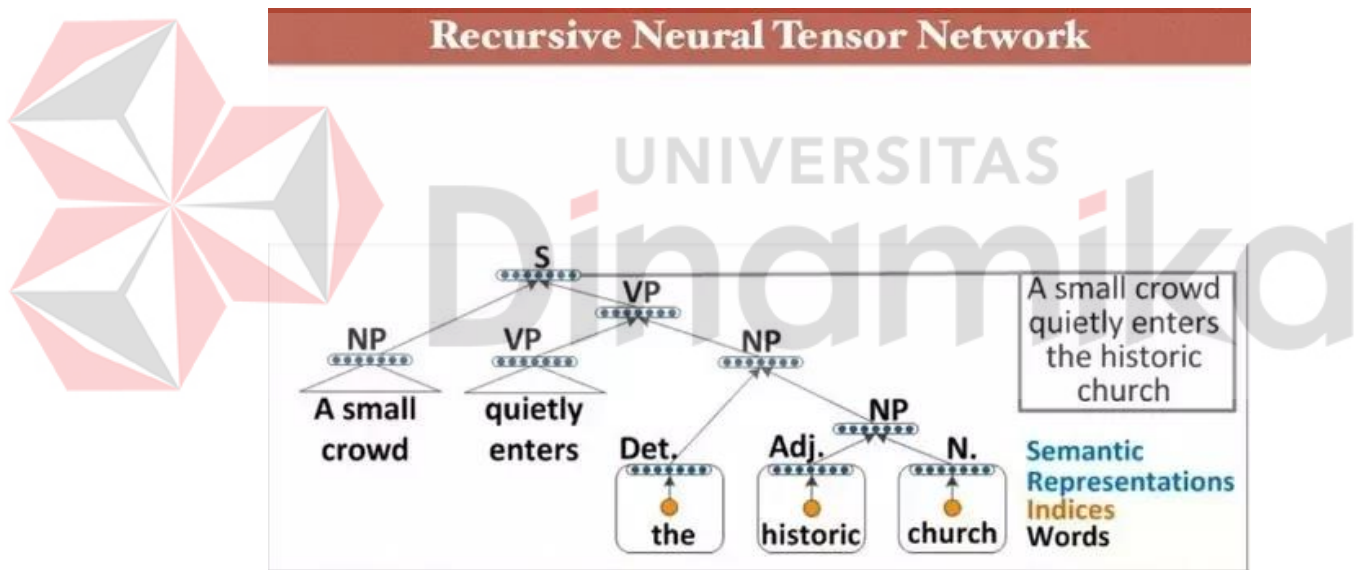 Recursive Neural Tensor Network
UNIVERSITAS
Dinamika
S
VP
NP
VP
NP
A small
crowd
quietly
enters
NP
Det.
Adj.
N.
the
historic
church
A small crowd
quietly enters
the historic
church
Semantic
Representations
Indices
Words